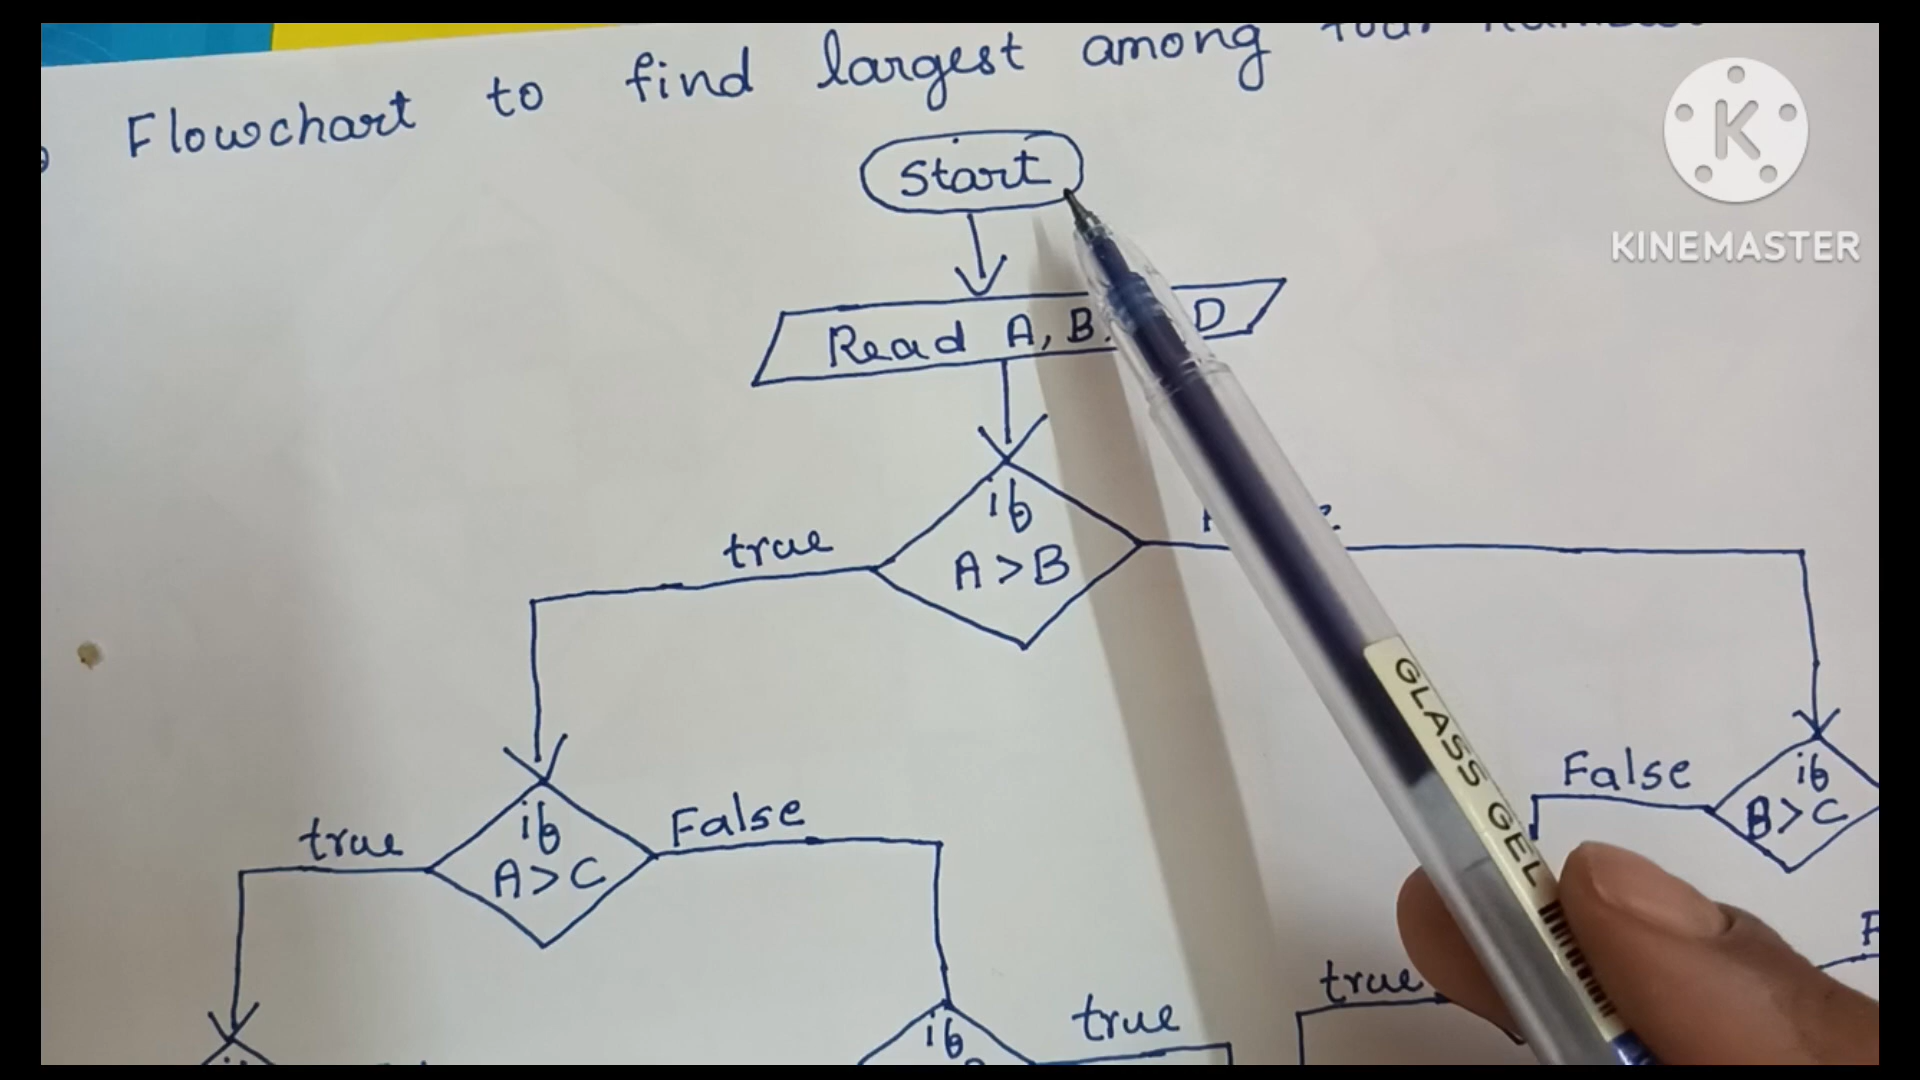 Flowchart to find largest among four
K
KINEMASTER
Start
Read A, B, D
if
A > B
true
if
A > C
true
False
if
B > C
False
if
true
true
GLASS GEL